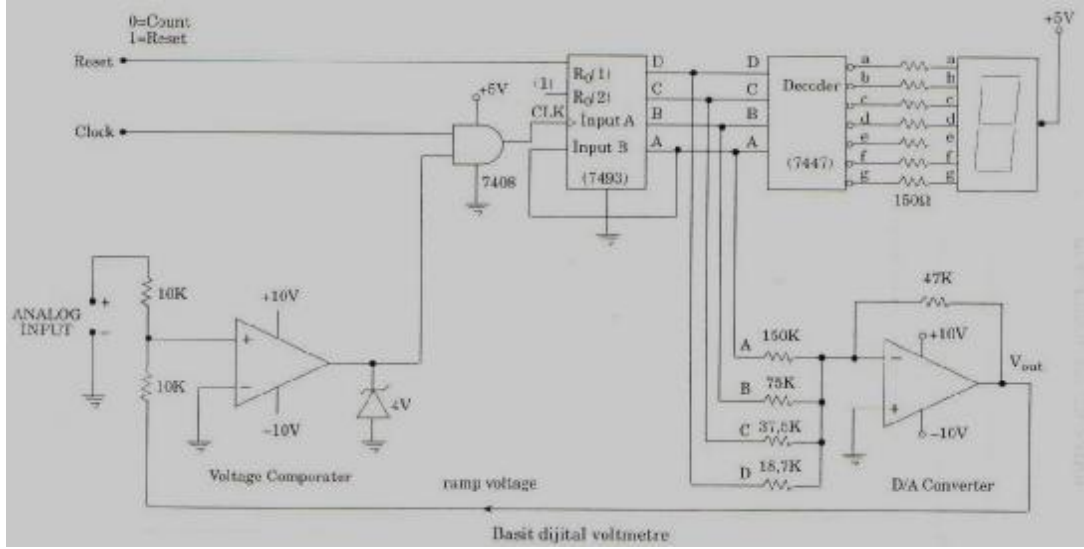 0=Count
1=Reset
Reset
Clock
+5V
7408
CLK
(1)
R0(1)
R0(2)
Input A
Input B
(7493)
D
C
B
A
D
C
B
A
Decoder
(7447)
a
b
c
d
e
f
g
a
b
c
d
e
f
g
150Ω
+5V
ANALOG
INPUT
+
-
10K
10K
+10V
+
-
-10V
4V
Voltage Comporater
ramp voltage
A 150K
B 75K
C 37,5K
D 18,7K
47K
+10V
-
+
-10V
Vout
D/A Converter
Basit dijital voltmetre